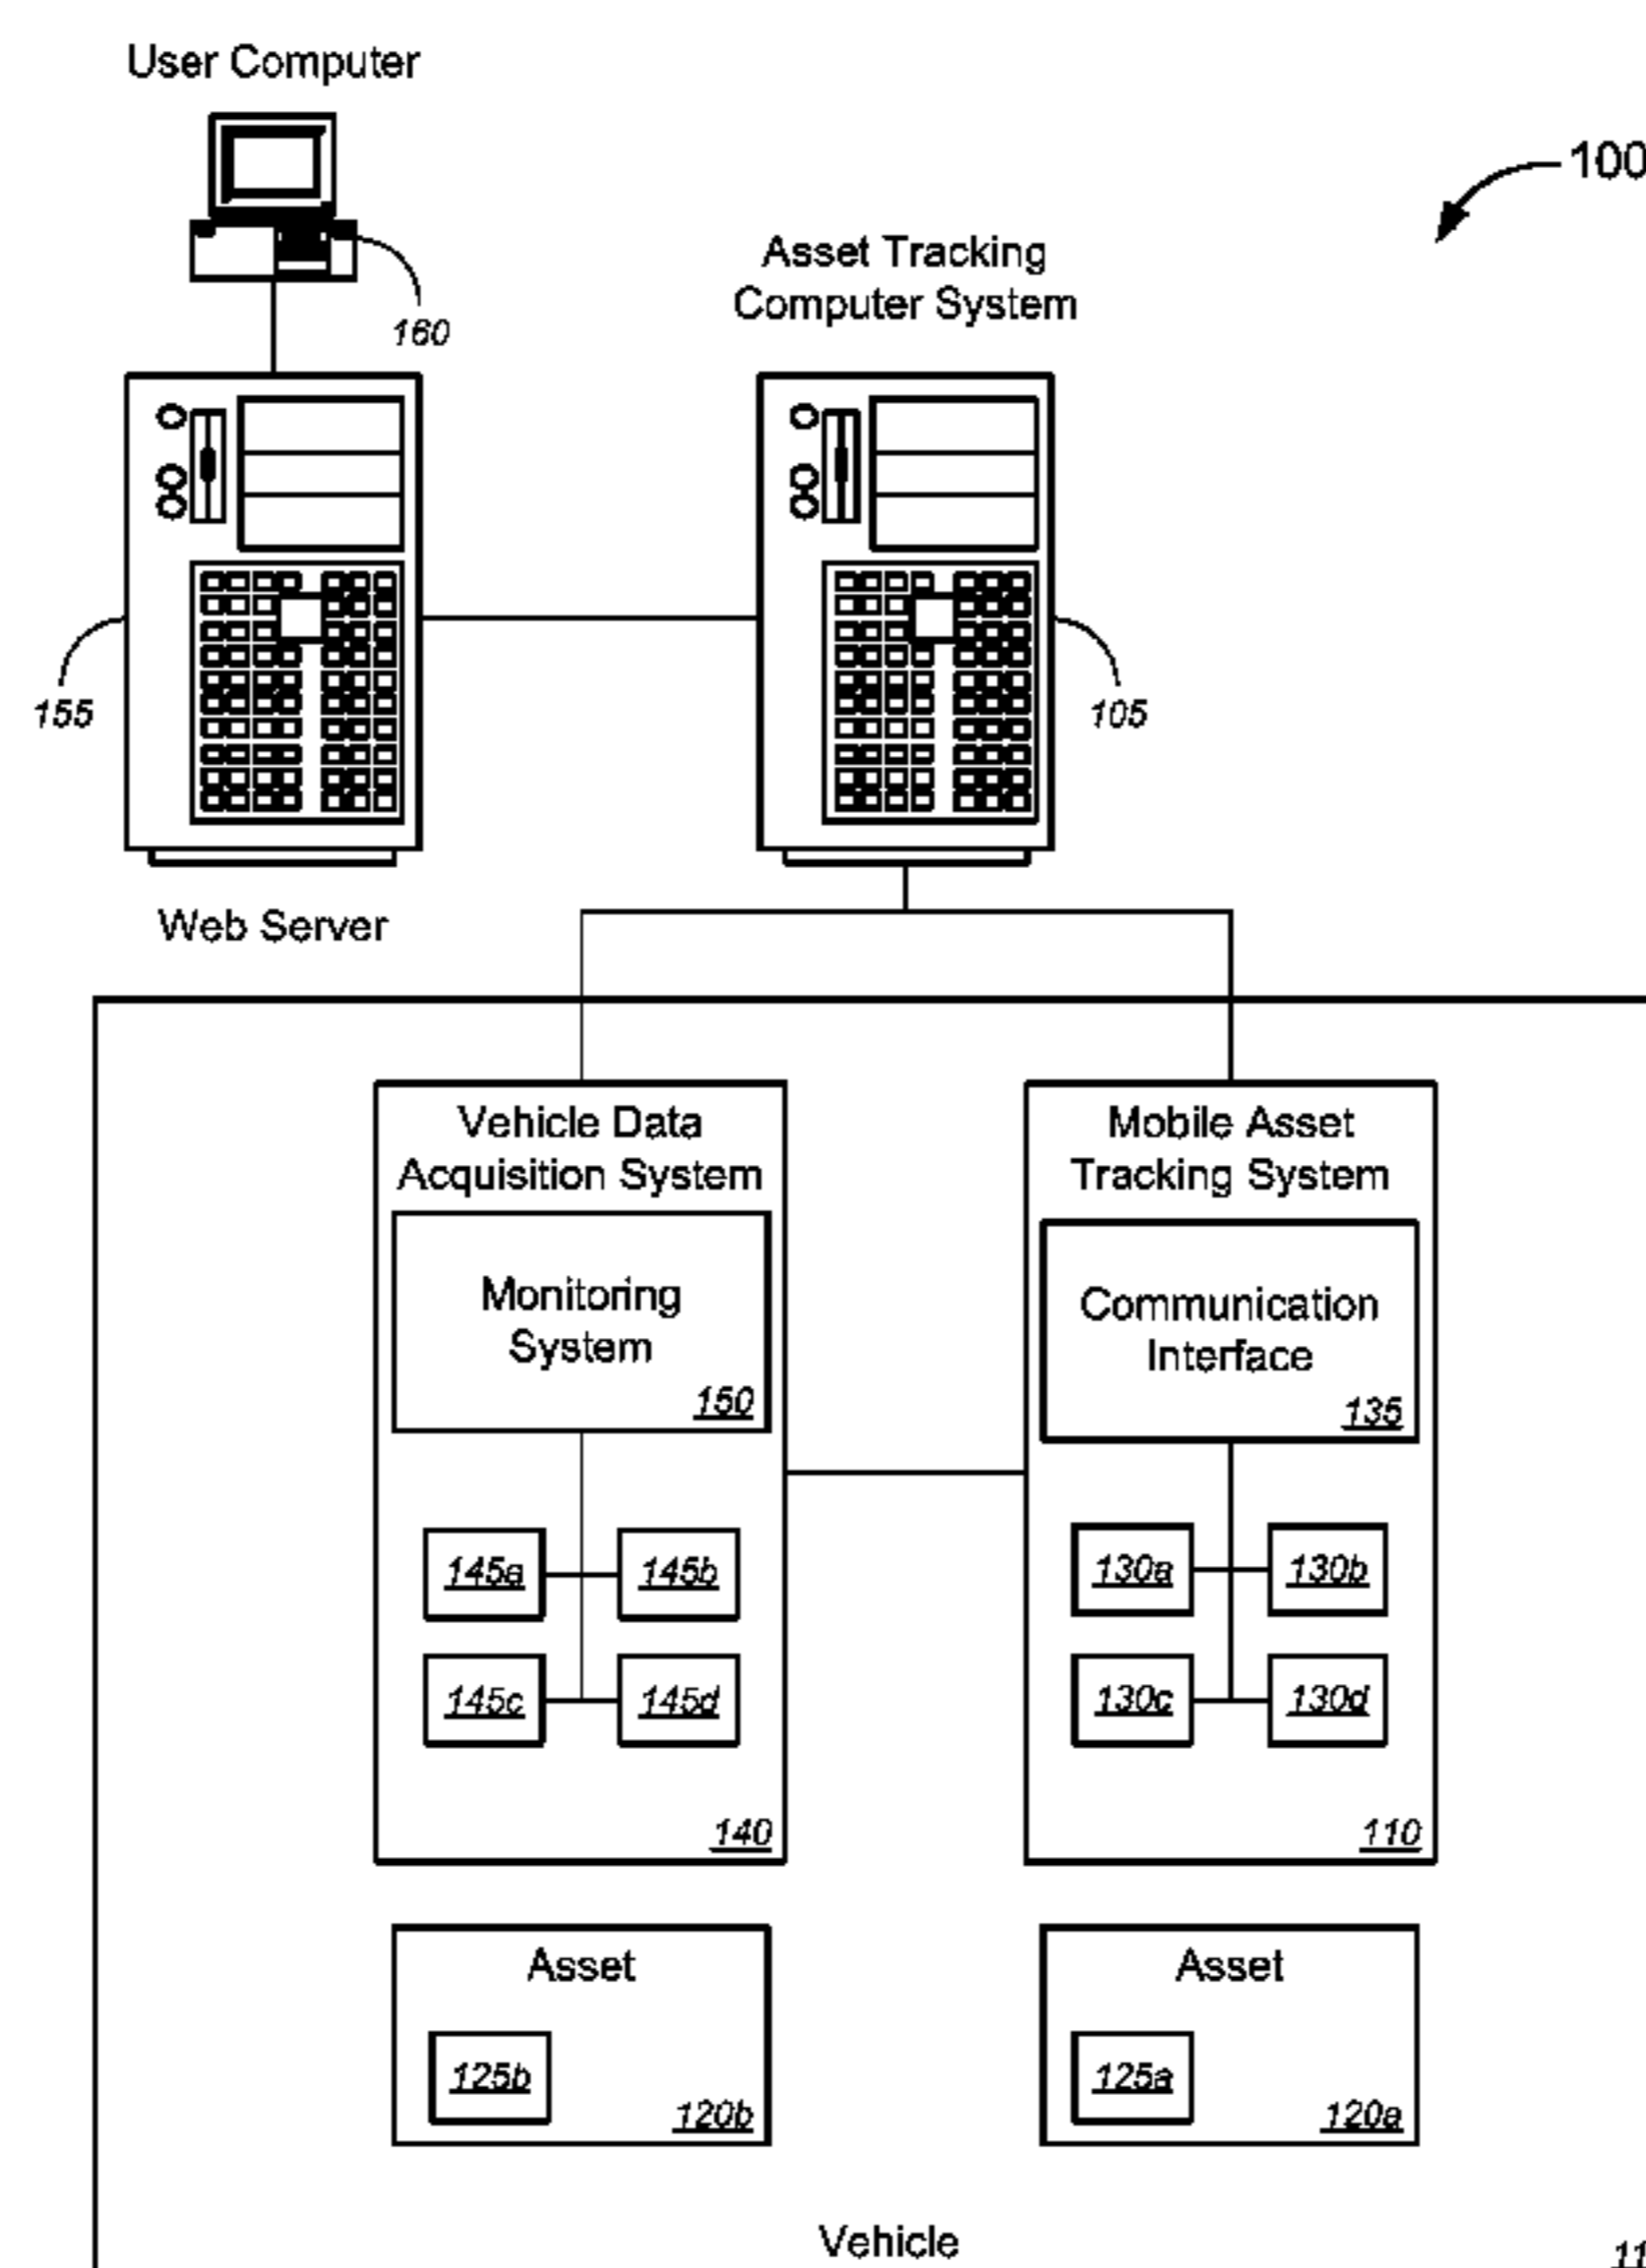 User Computer
100
160
Asset Tracking
Computer System
155
105
Web Server
Vehicle Data
Acquisition System
Monitoring
System
150
145a
145b
145c
145d
140
Mobile Asset
Tracking System
Communication
Interface
135
130a
130b
130c
130d
110
Asset
125b
120b
Asset
125a
120a
Vehicle